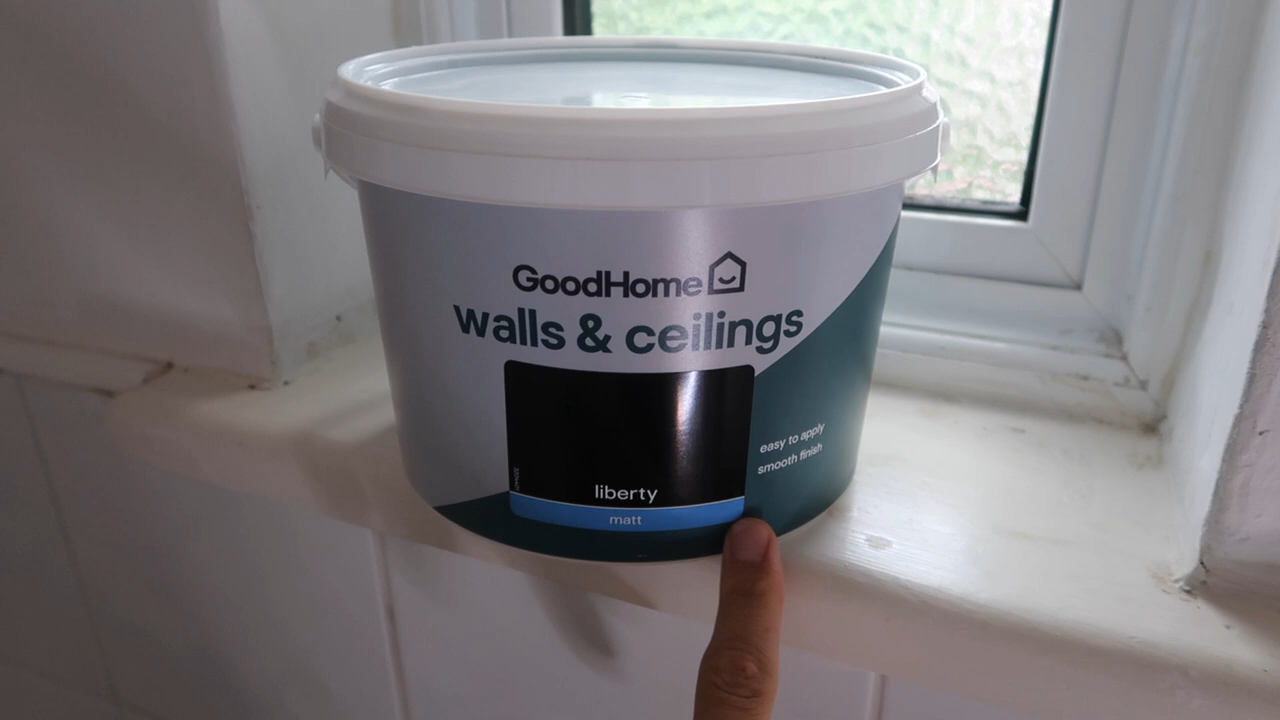 GoodHome
walls & ceilings
easy to apply
smooth finish
liberty
matt